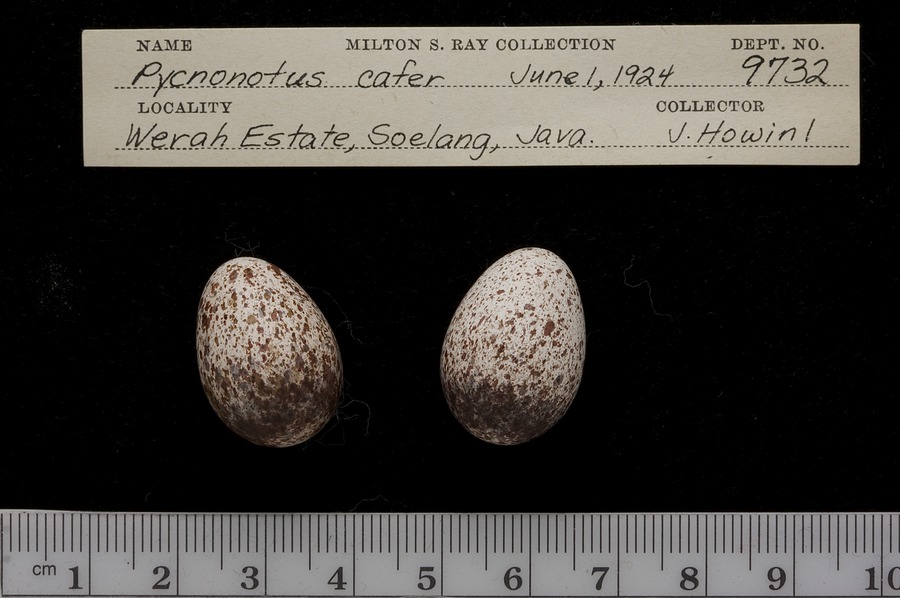 NAME MILTON S. RAY COLLECTION DEPT. NO.
Pycnonotus cafer June 1, 1924 9732
LOCALITY COLLECTOR
Werah Estate, Soelang, Java. J. Howin!
cm 1 2 3 4 5 6 7 8 9 10